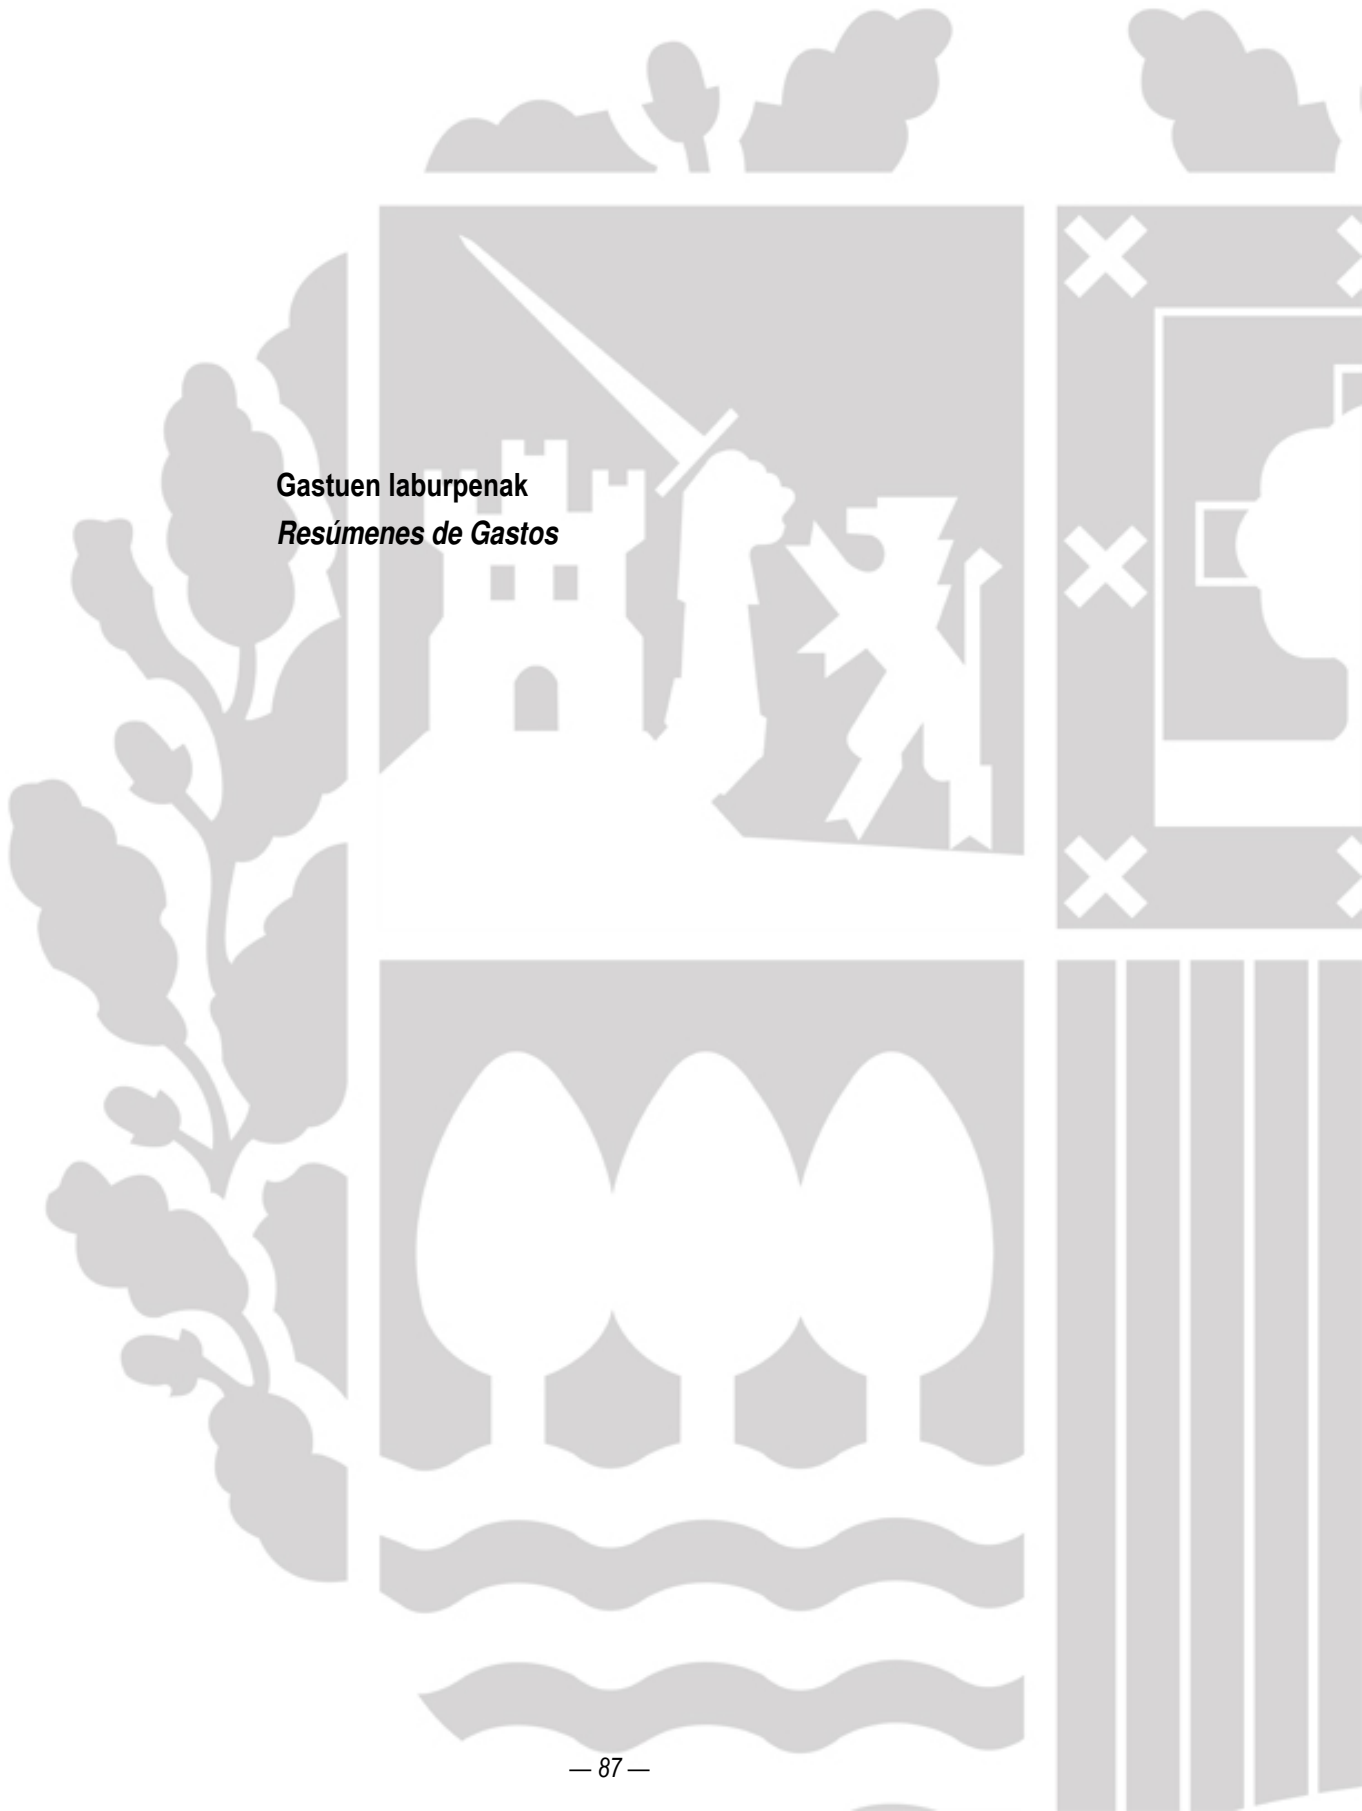 Gastuen laburpenak
Resúmenes de Gastos
— 87 —